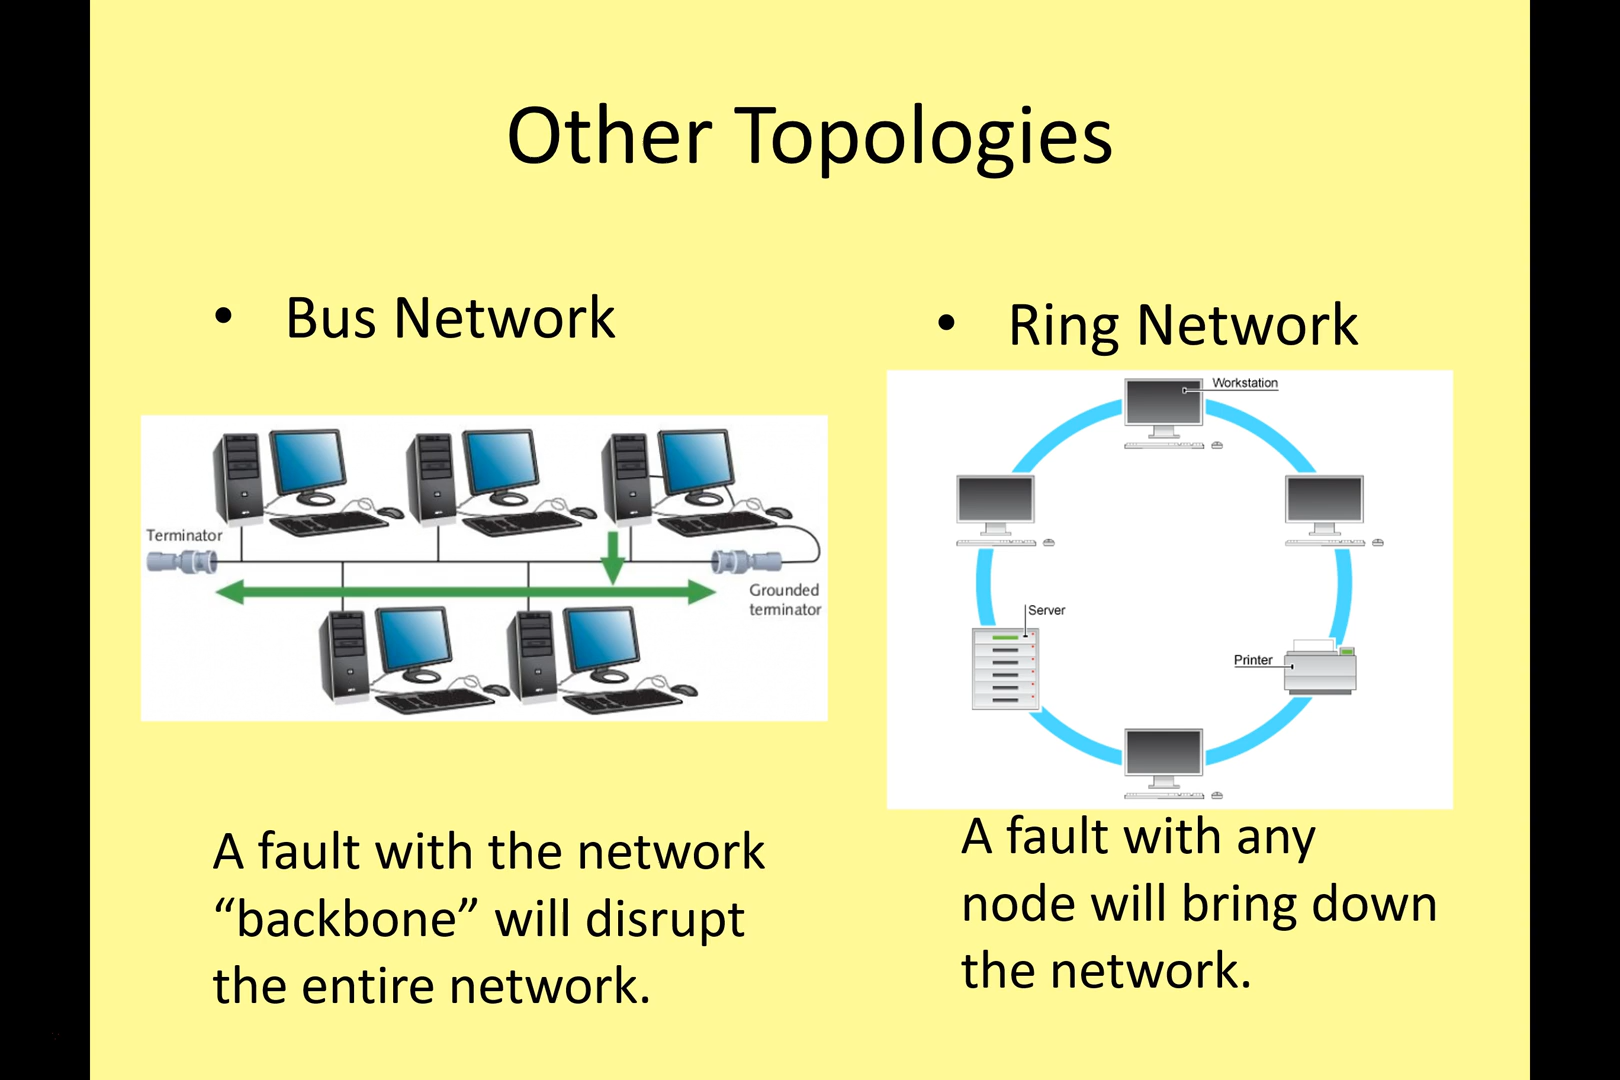 Other Topologies
• Bus Network
Terminator
Grounded
terminator
A fault with the network
“backbone” will disrupt
the entire network.
• Ring Network
Workstation
Server
Printer
A fault with any
node will bring down
the network.